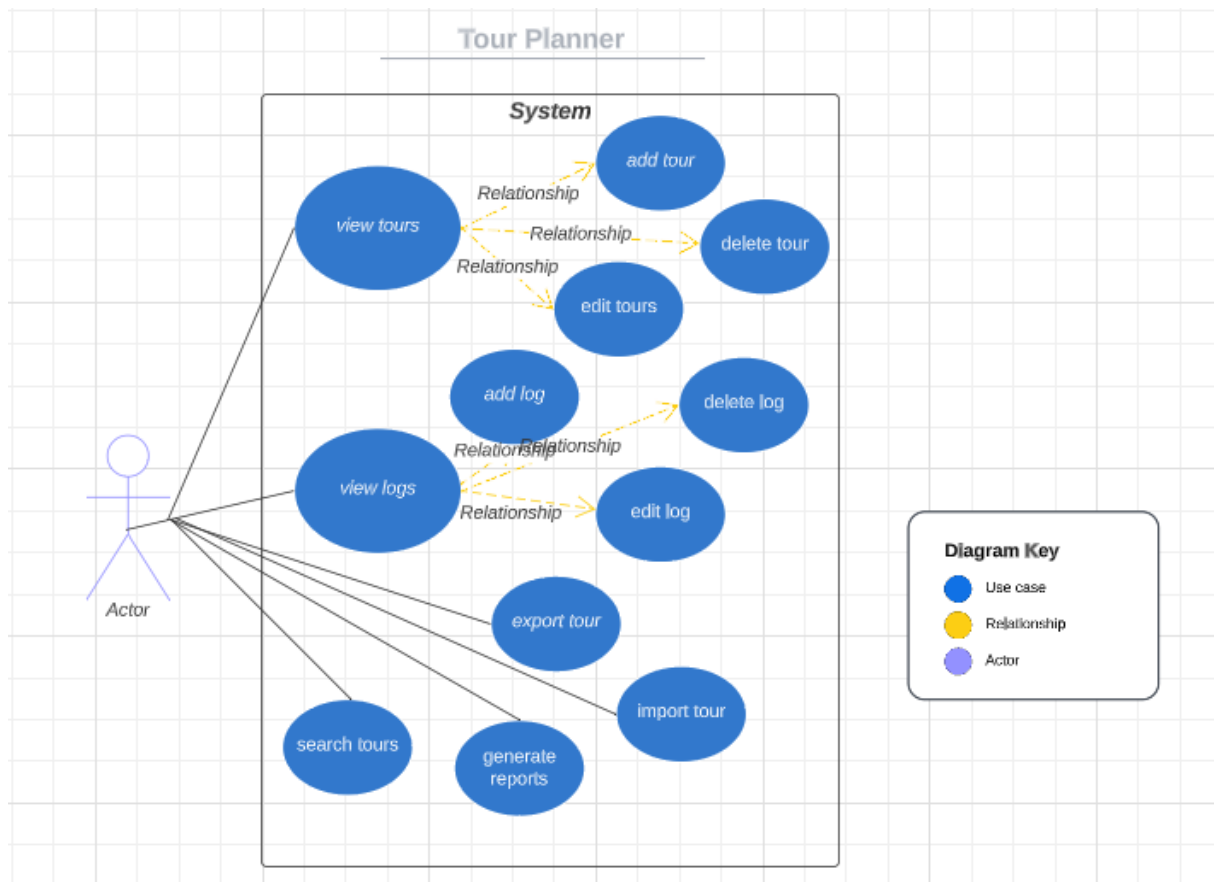 Tour Planner
System
add tour
Relationship
view tours
Relationship
delete tour
Relationship
edit tours
add log
delete log
Relationship
Relationship
view logs
Relationship
edit log
Diagram Key
Use case
Relationship
Actor
Actor
export tour
import tour
search tours
generate
reports